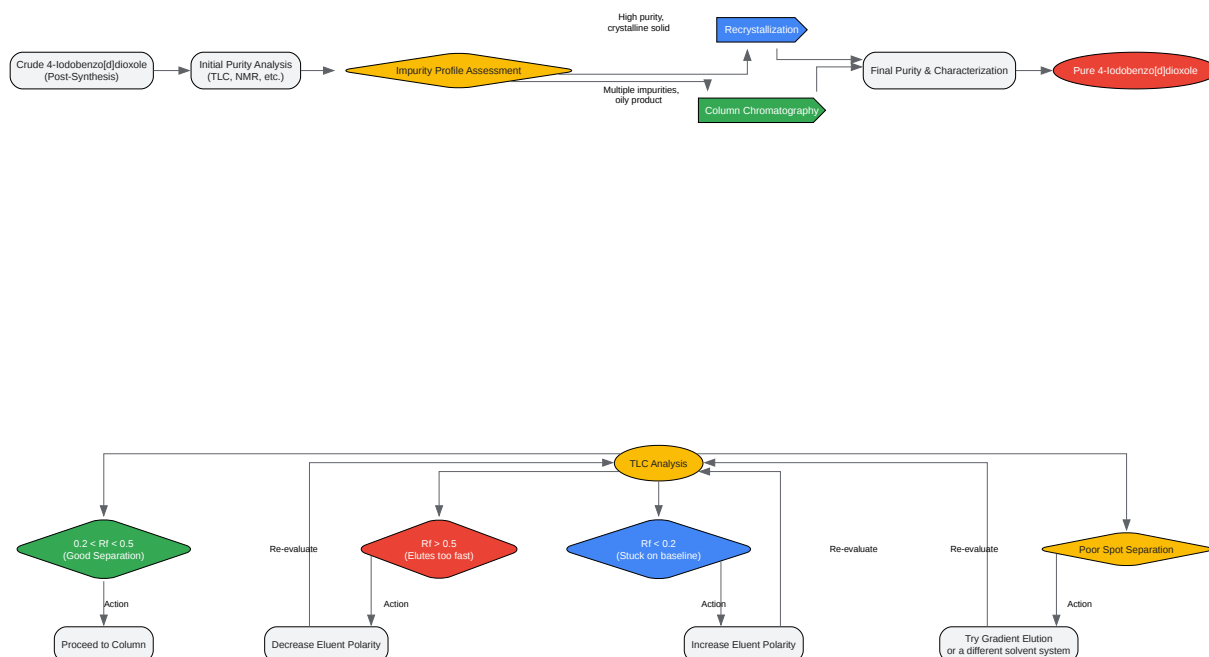 High purity,
crystalline solid
Recrystallization
Crude 4-Iodobenzo[d]dioxole
(Post-Synthesis)
Initial Purity Analysis
(TLC, NMR, etc.)
Impurity Profile Assessment
Final Purity & Characterization
Pure 4-Iodobenzo[d]dioxole
Multiple impurities,
oily product
Column Chromatography
TLC Analysis
0.2 < Rf < 0.5
(Good Separation)
Re-evaluate
Rf > 0.5
(Elutes too fast)
Rf < 0.2
(Stuck on baseline)
Re-evaluate
Re-evaluate
Poor Spot Separation
Action
Action
Action
Action
Proceed to Column
Decrease Eluent Polarity
Increase Eluent Polarity
Try Gradient Elution
or a different solvent system